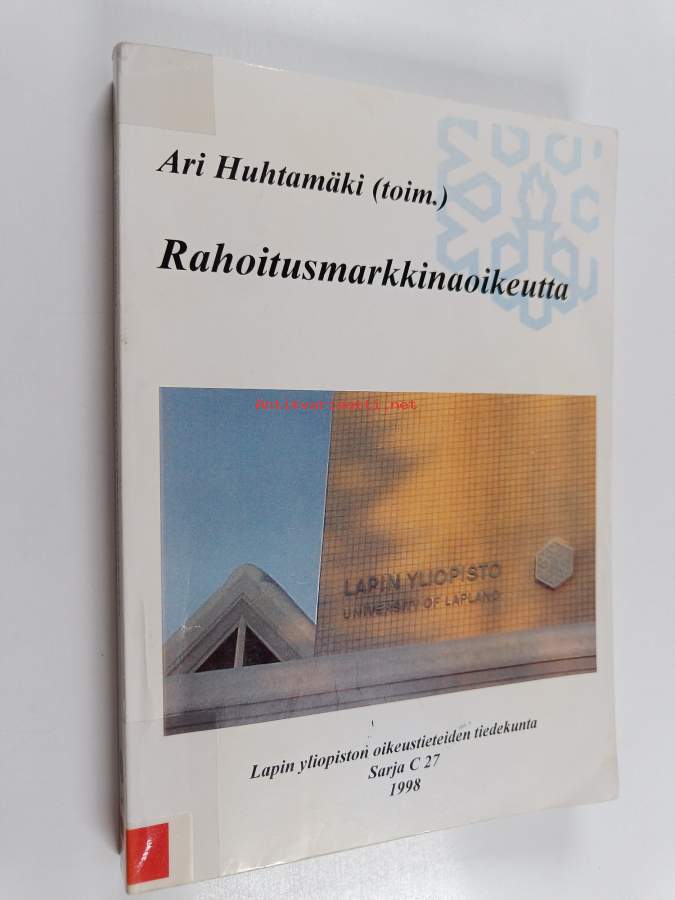 Ari Huhtamäki (toim.)
Rahoitusmarkkinaoikeutta
Antikvariaatti.net
LAPIN YLIOPISTO
UNIVERSITY OF LAPLAND
Lapin yliopiston oikeustieteiden tiedekunta
Sarja C 27
1998